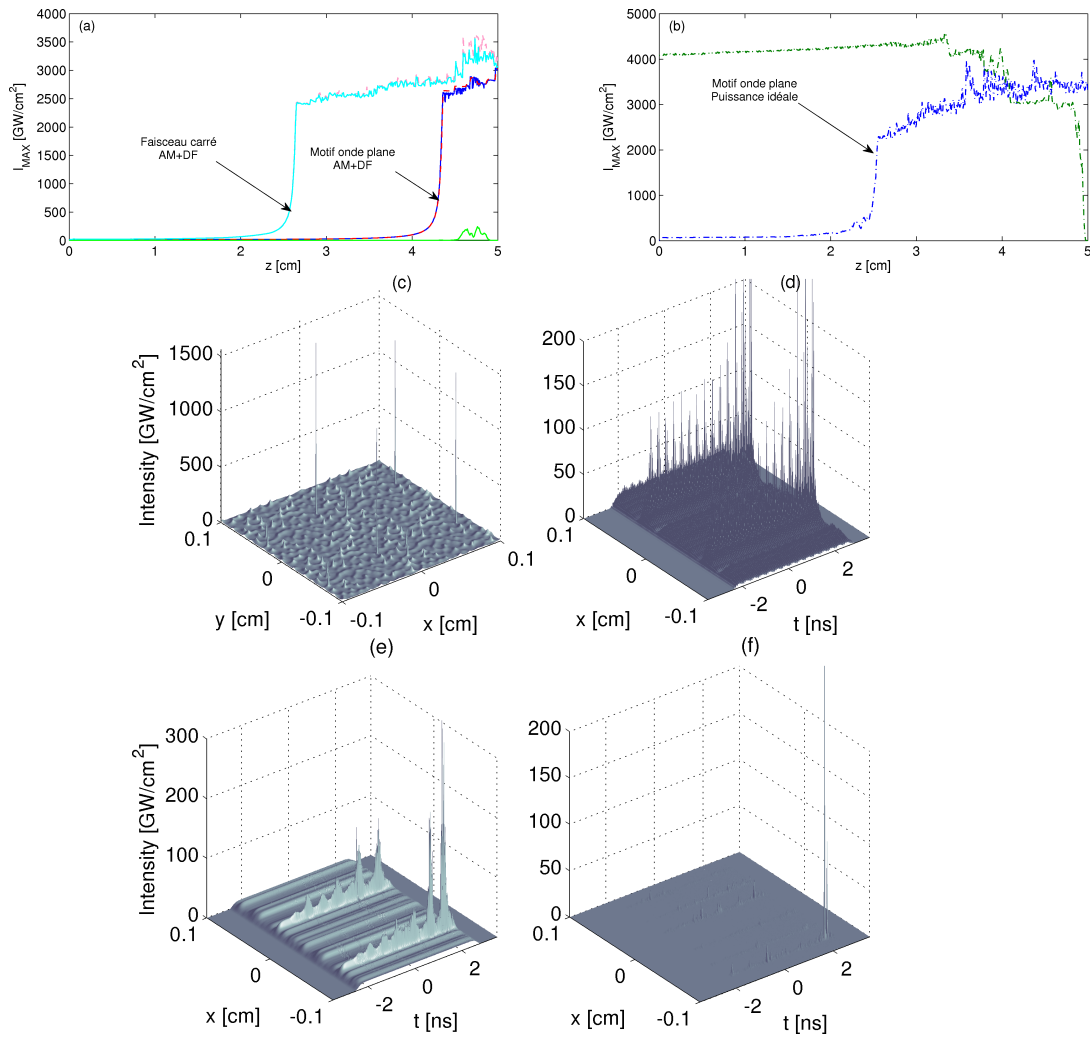 (a)
4000
3500
3000
2500
2000
1500
1000
500
0
I_MAX [GW/cm²]
Faisceau carré
AM+DF
Motif onde plane
AM+DF
0 1 2 3 4 5
z [cm]
(b)
5000
4000
3000
2000
1000
0
I_MAX [GW/cm²]
Motif onde plane
Puissance idéale
0 1 2 3 4 5
z [cm]
(c)
1500
1000
500
0
Intensity [GW/cm²]
0.1
0
-0.1
y [cm]
-0.1
0
0.1
x [cm]
(d)
200
150
100
50
0
0.1
0
-0.1
x [cm]
-2
0
2
t [ns]
(e)
300
200
100
0
Intensity [GW/cm²]
0.1
0
-0.1
x [cm]
-2
0
2
t [ns]
(f)
200
150
100
50
0
0.1
0
-0.1
x [cm]
-2
0
2
t [ns]